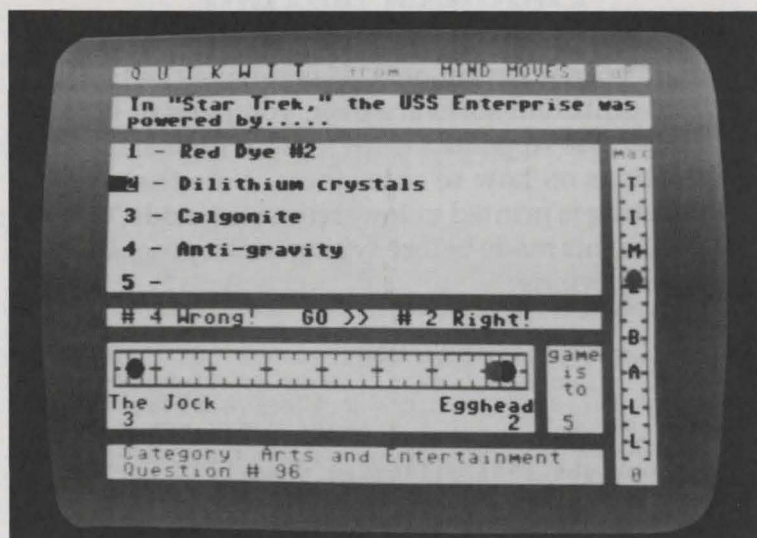 QUIKWIT from MIND MOVES
In "Star Trek," the USS Enterprise was
powered by.....
1 - Red Dye #2
2 - Dilithium crystals
3 - Calgonite
4 - Anti-gravity
5 -
# 4 Wrong! GO >> # 2 Right!
max
T
I
M
E
B
A
L
L
0
The Jock
3
Egghead
2
game
is
to
5
Category Arts and Entertainment
Question # 96